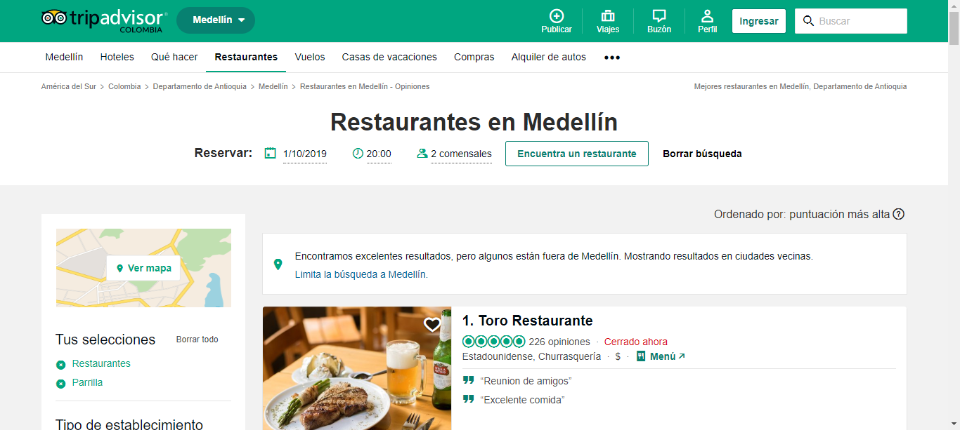 tripadvisor
COLOMBIA
Medellín
Publicar
Viajes
Buzón
Perfil
Ingresar
Buscar
Medellín Hoteles Qué hacer Restaurantes Vuelos Casas de vacaciones Compras Alquiler de autos •••
América del Sur > Colombia > Departamento de Antioquia > Medellín > Restaurantes en Medellín - Opiniones
Mejores restaurantes en Medellín, Departamento de Antioquia
Restaurantes en Medellín
Reservar: 1/10/2019 20:00 2 comensales Encuentra un restaurante Borrar búsqueda
Ordenado por: puntuación más alta ?
Ver mapa
Encontramos excelentes resultados, pero algunos están fuera de Medellín. Mostrando resultados en ciudades vecinas.
Limita la búsqueda a Medellín.
Tus selecciones Borrar todo
Restaurantes
Parrilla
Tipo de establecimiento
1. Toro Restaurante
226 opiniones · Cerrado ahora
Estadounidense, Churrasquería · $ · Menú
“Reunion de amigos”
“Excelente comida”